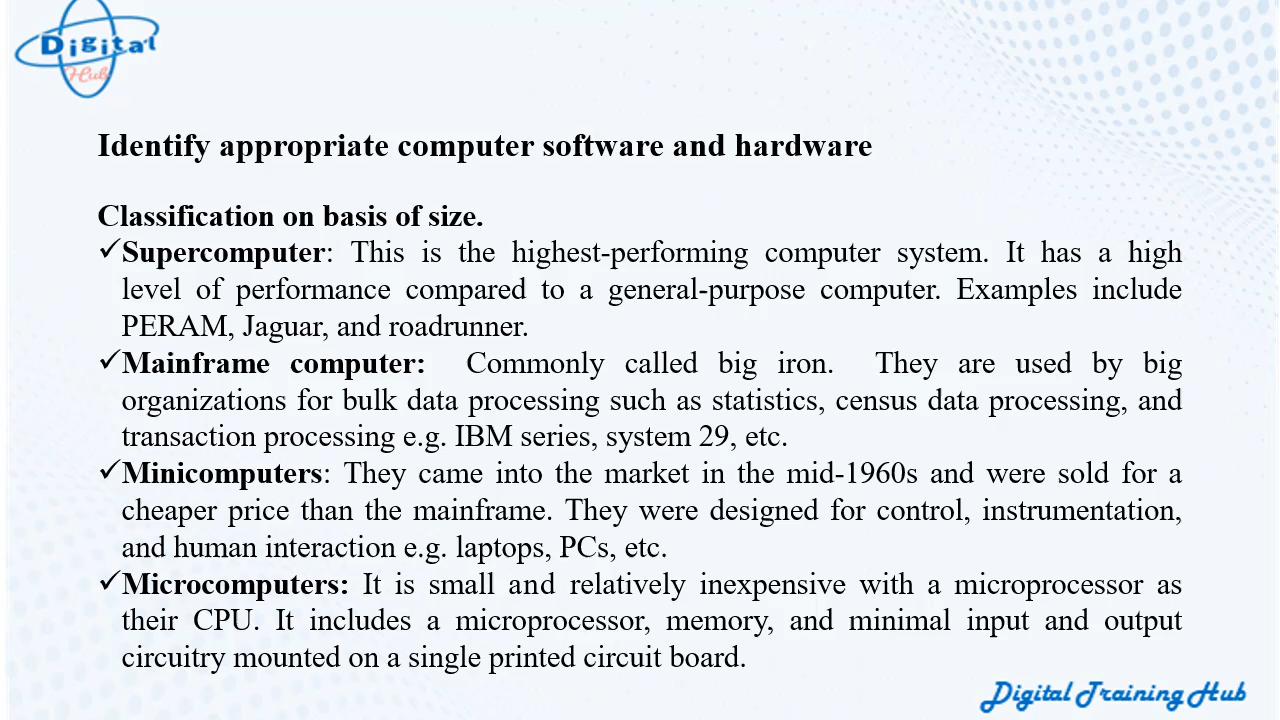 Digital
Hub
Identify appropriate computer software and hardware
Classification on basis of size.
✓Supercomputer: This is the highest-performing computer system. It has a high
level of performance compared to a general-purpose computer. Examples include
PERAM, Jaguar, and roadrunner.
✓Mainframe computer: Commonly called big iron. They are used by big
organizations for bulk data processing such as statistics, census data processing, and
transaction processing e.g. IBM series, system 29, etc.
✓Minicomputers: They came into the market in the mid-1960s and were sold for a
cheaper price than the mainframe. They were designed for control, instrumentation,
and human interaction e.g. laptops, PCs, etc.
✓Microcomputers: It is small and relatively inexpensive with a microprocessor as
their CPU. It includes a microprocessor, memory, and minimal input and output
circuitry mounted on a single printed circuit board.
Digital Training Hub